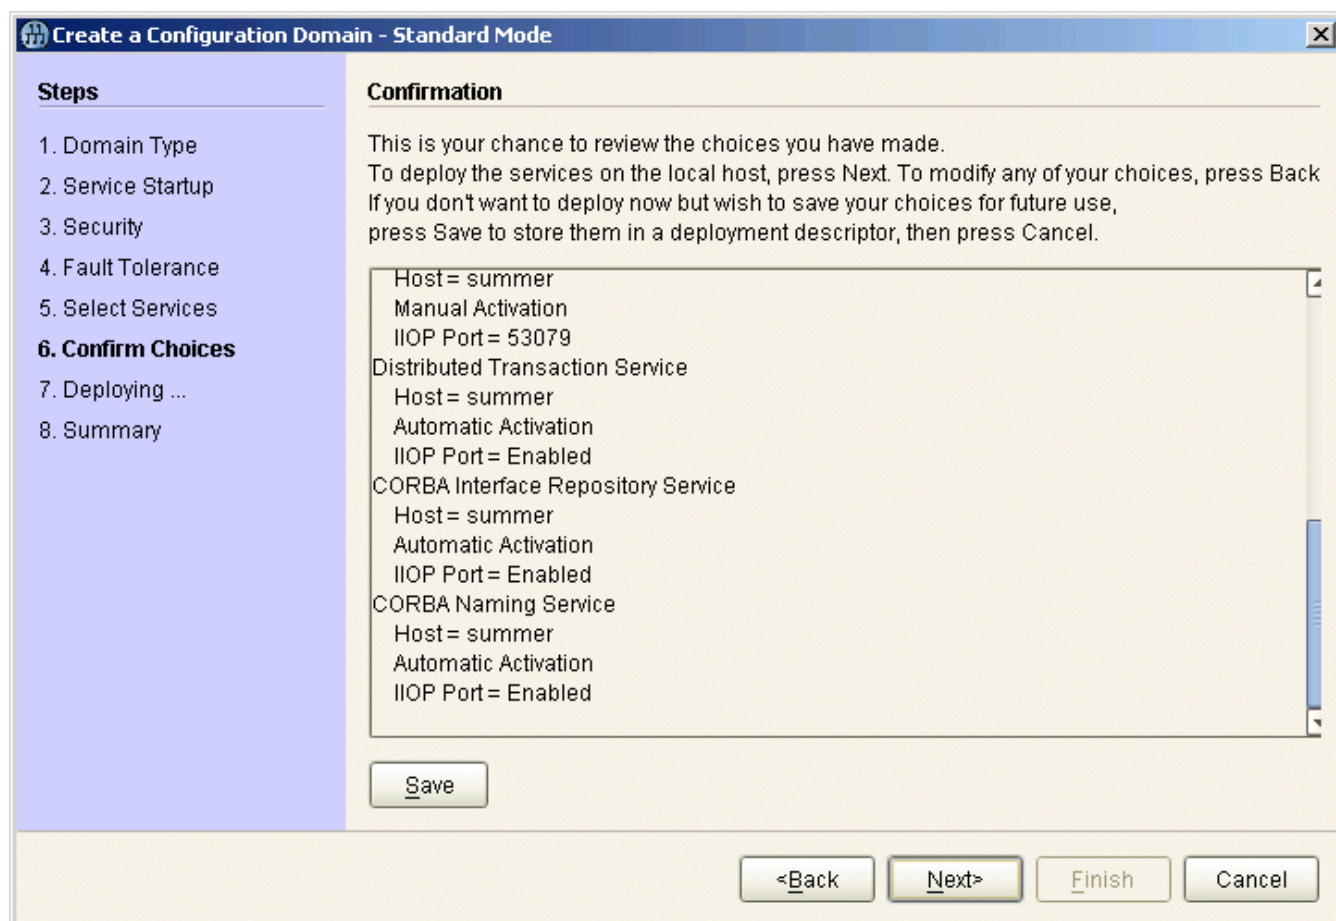 Create a Configuration Domain - Standard Mode
Steps
1. Domain Type
2. Service Startup
3. Security
4. Fault Tolerance
5. Select Services
6. Confirm Choices
7. Deploying ...
8. Summary
Confirmation
This is your chance to review the choices you have made.
To deploy the services on the local host, press Next. To modify any of your choices, press Back
If you don't want to deploy now but wish to save your choices for future use,
press Save to store them in a deployment descriptor, then press Cancel.
Host = summer
Manual Activation
IIOP Port = 53079
Distributed Transaction Service
Host = summer
Automatic Activation
IIOP Port = Enabled
CORBA Interface Repository Service
Host = summer
Automatic Activation
IIOP Port = Enabled
CORBA Naming Service
Host = summer
Automatic Activation
IIOP Port = Enabled
Save
<Back
Next>
Finish
Cancel